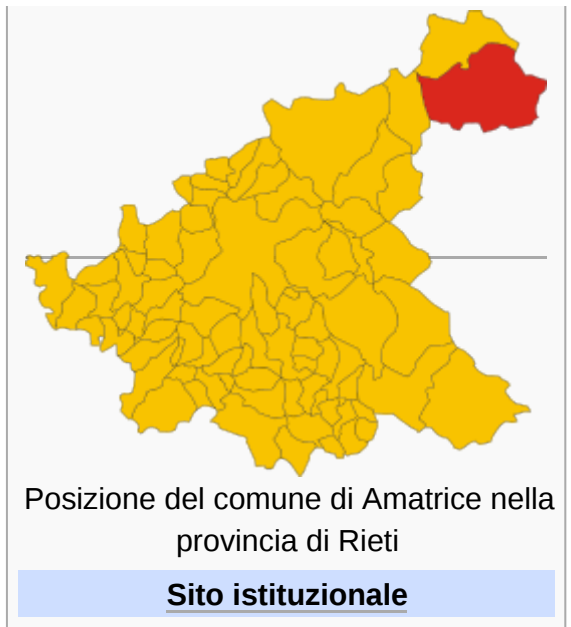 Posizione del comune di Amatrice nella
provincia di Rieti
Sito istituzionale